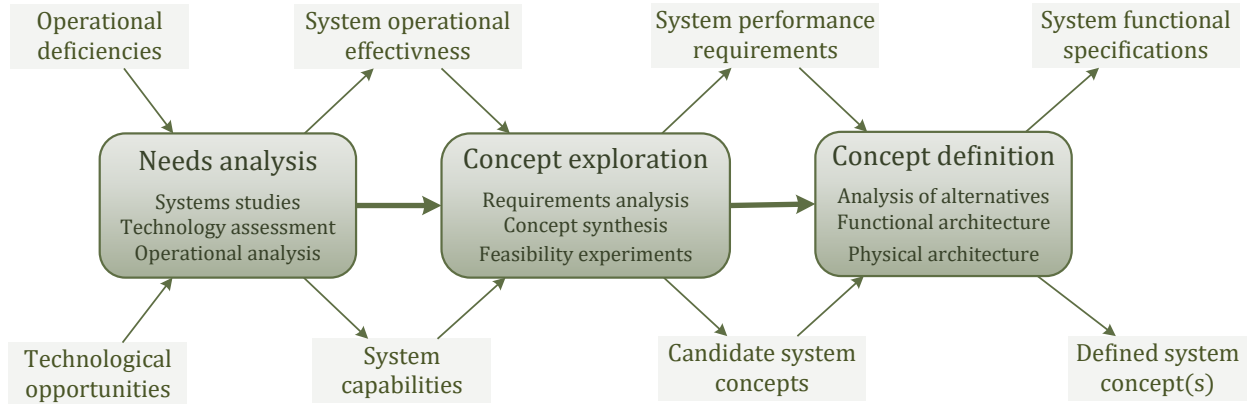 Operational
deficiencies
System operational
effectivness
System performance
requirements
System functional
specifications
Needs analysis
Systems studies
Technology assessment
Operational analysis
Concept exploration
Requirements analysis
Concept synthesis
Feasibility experiments
Concept definition
Analysis of alternatives
Functional architecture
Physical architecture
Technological
opportunities
System
capabilities
Candidate system
concepts
Defined system
concept(s)